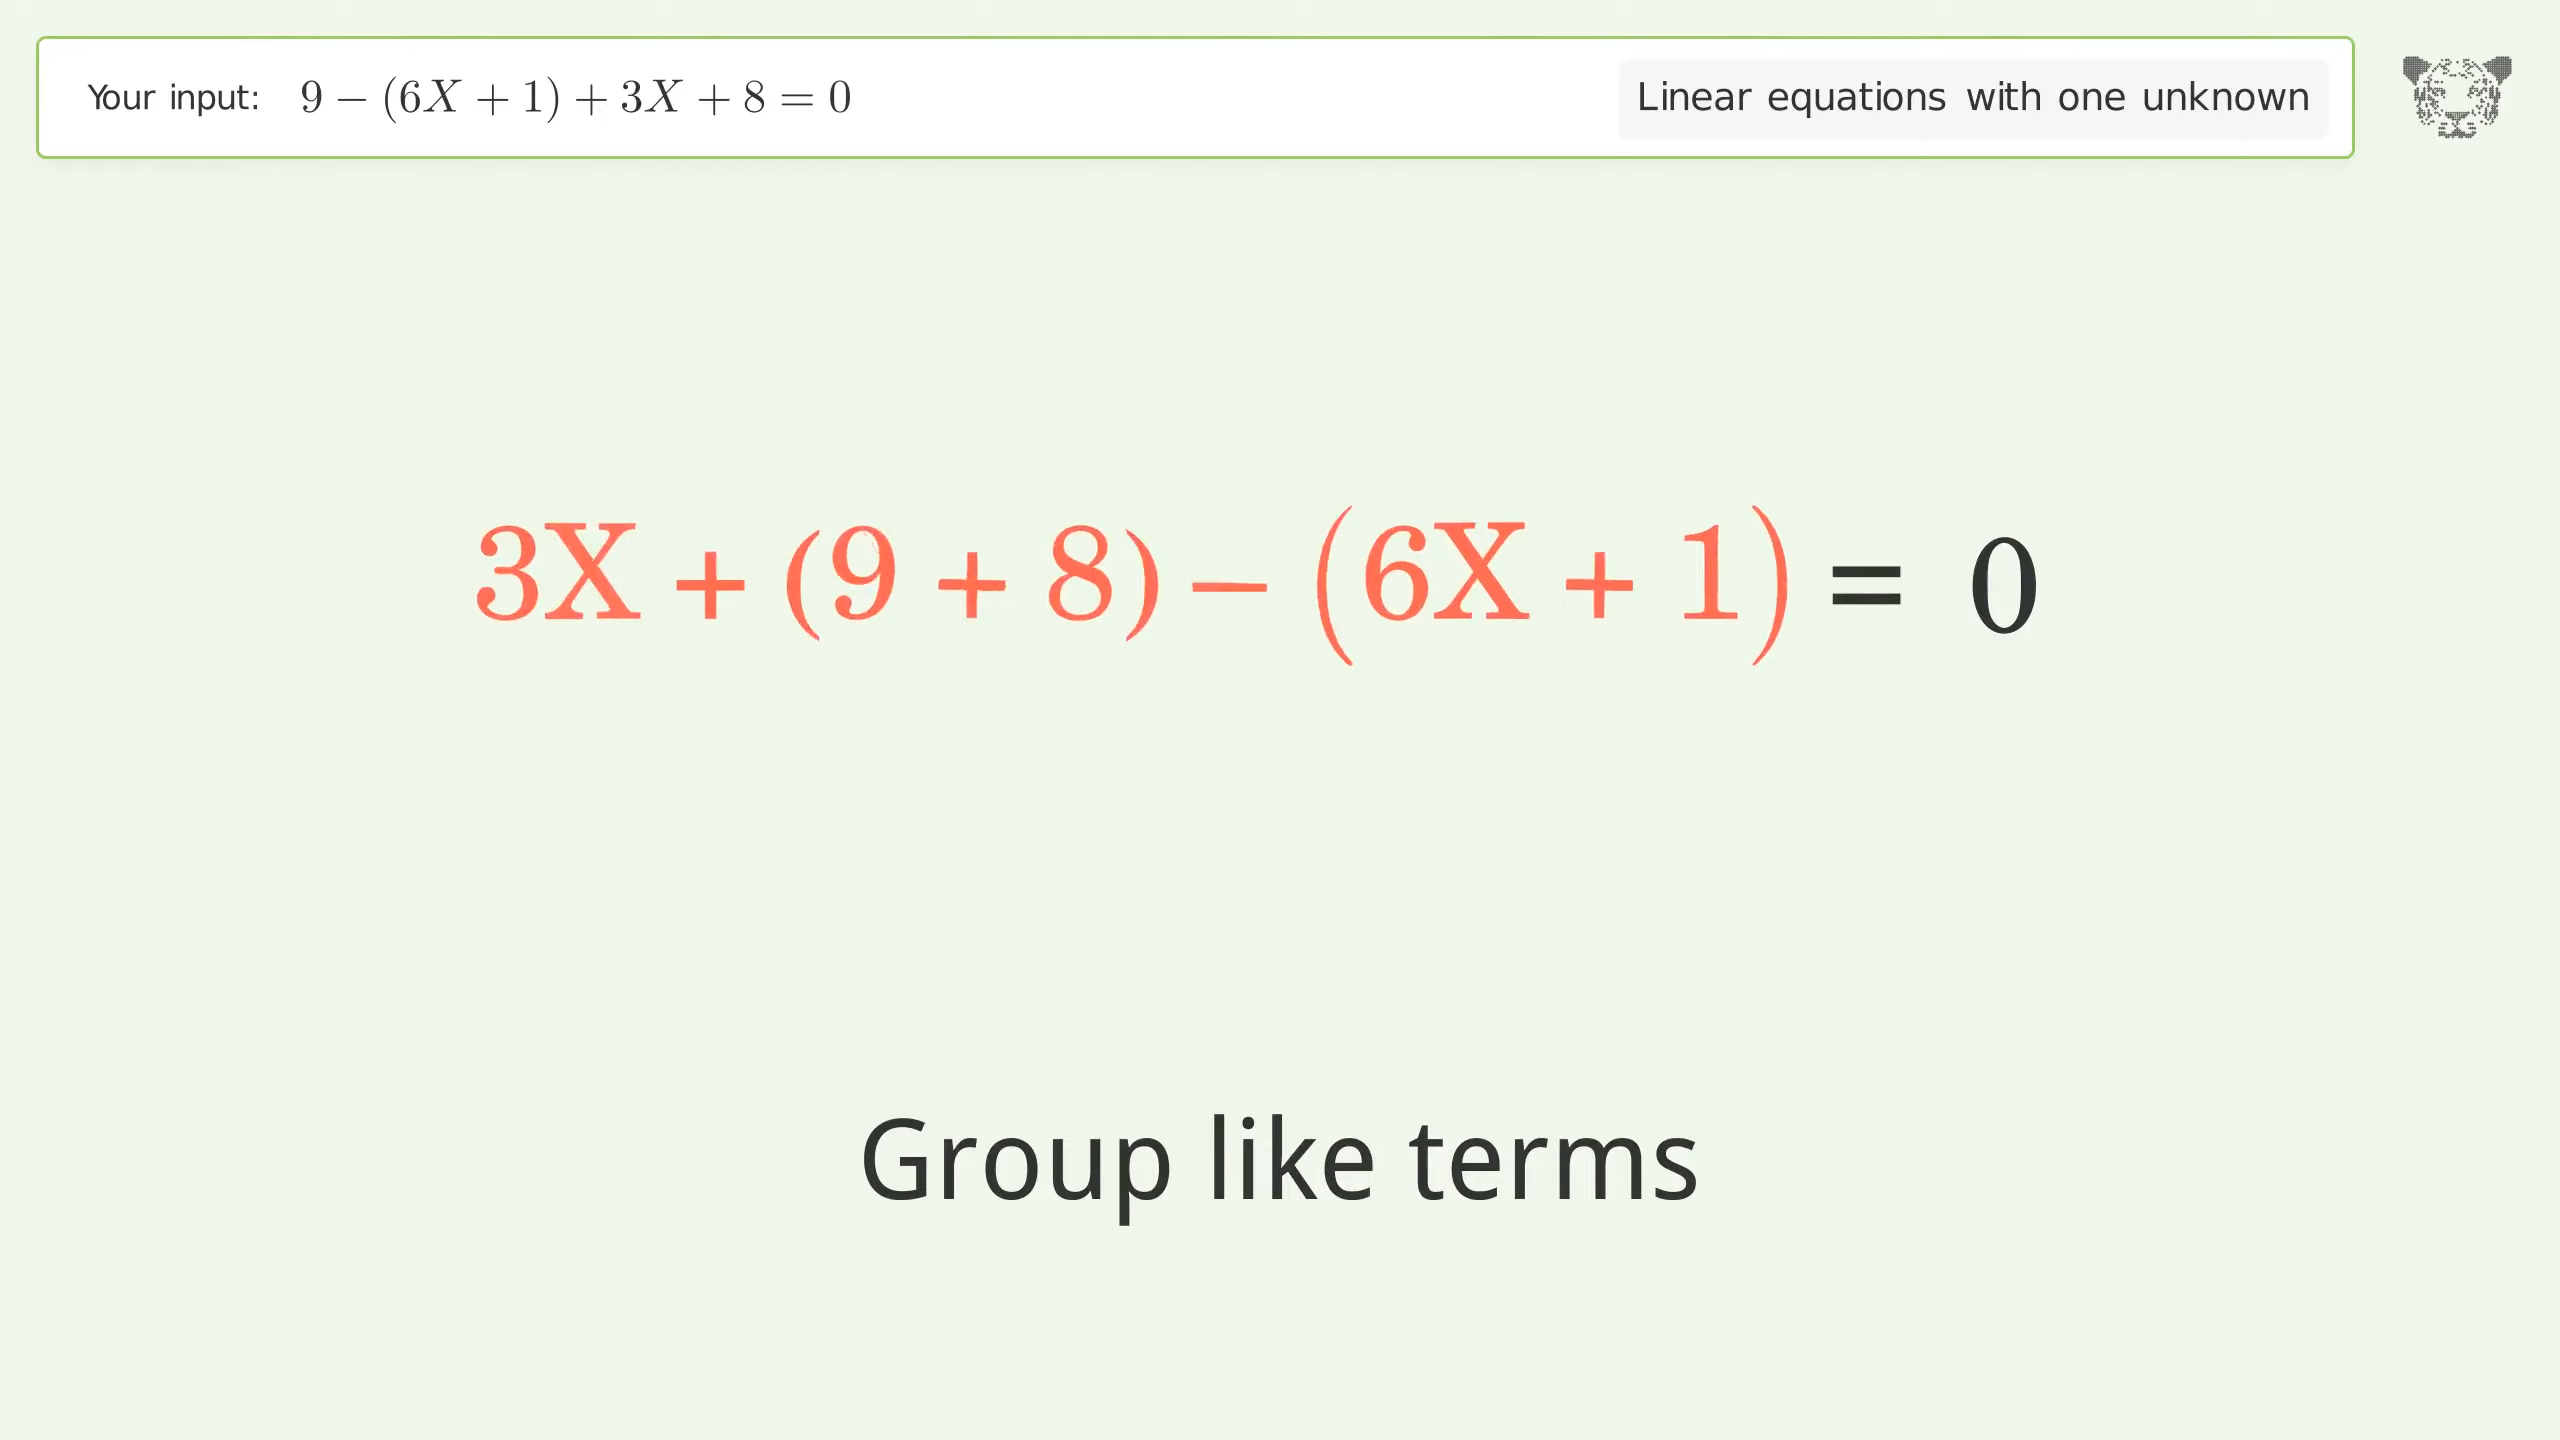 Your input: 9 − (6X + 1) + 3X + 8 = 0 Linear equations with one unknown
3X + (9 + 8) − (6X + 1) = 0
Group like terms